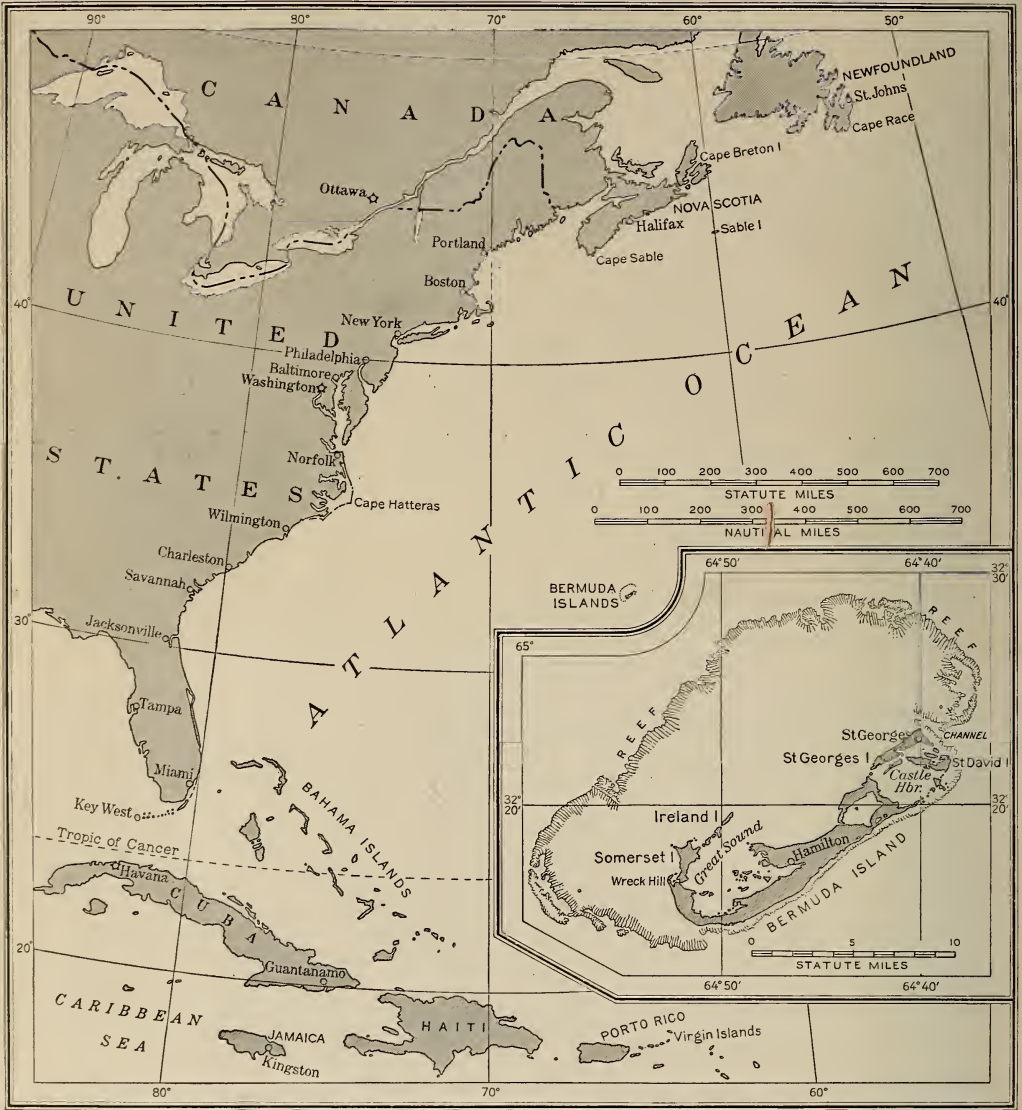 90° 80° 70° 60° 50°
CANADA
NEWFOUNDLAND
St. Johns
Cape Race
Cape Breton I
Ottawa
NOVA SCOTIA
Halifax
Sable I
Portland
Cape Sable
Boston
40° 40°
UNITED
STATES
New York
Philadelphia
Baltimore
Washington
Norfolk
Cape Hatteras
Wilmington
Charleston
Savannah
ATLANTIC OCEAN
0 100 200 300 400 500 600 700
STATUTE MILES
0 100 200 300 400 500 600 700
NAUTICAL MILES
BERMUDA
ISLANDS
30°
Jacksonville
Tampa
Miami
Key West
BAHAMA ISLANDS
Tropic of Cancer
Havana
CUBA
20°
Guantanamo
CARIBBEAN
SEA
JAMAICA
Kingston
HAITI
PORTO RICO
Virgin Islands
80° 70° 60°
64°50' 64°40'
32°
30'
65°
REEF
REEF
St Georges
CHANNEL
St Georges I
St David I
Castle
Hbr.
32°
20'
32°
20'
Ireland I
Great Sound
Somerset I
Hamilton
Wreck Hill
BERMUDA ISLAND
0 5 10
STATUTE MILES
64°50' 64°40'